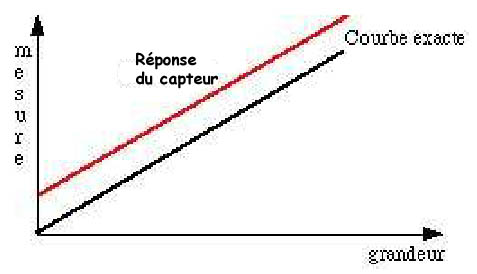 Courbe exacte
Réponse
du capteur
mesure
grandeur